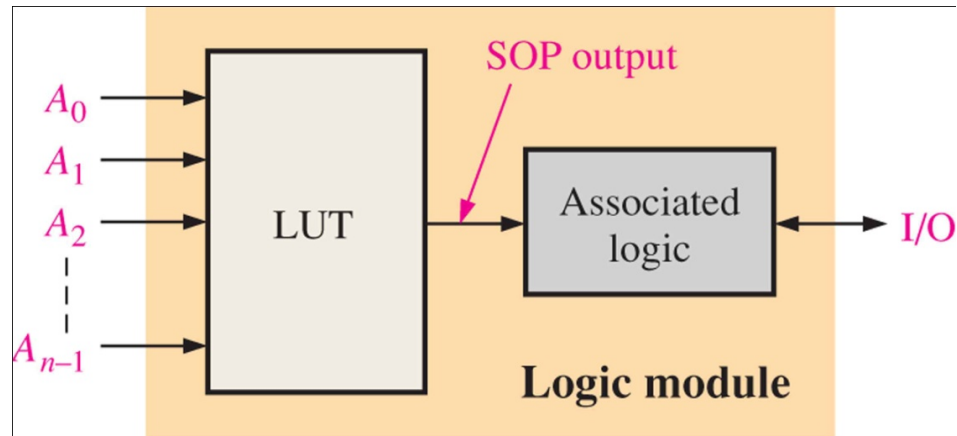 SOP output
A0
A1
A2
An–1
LUT
Associated
logic
I/O
Logic module